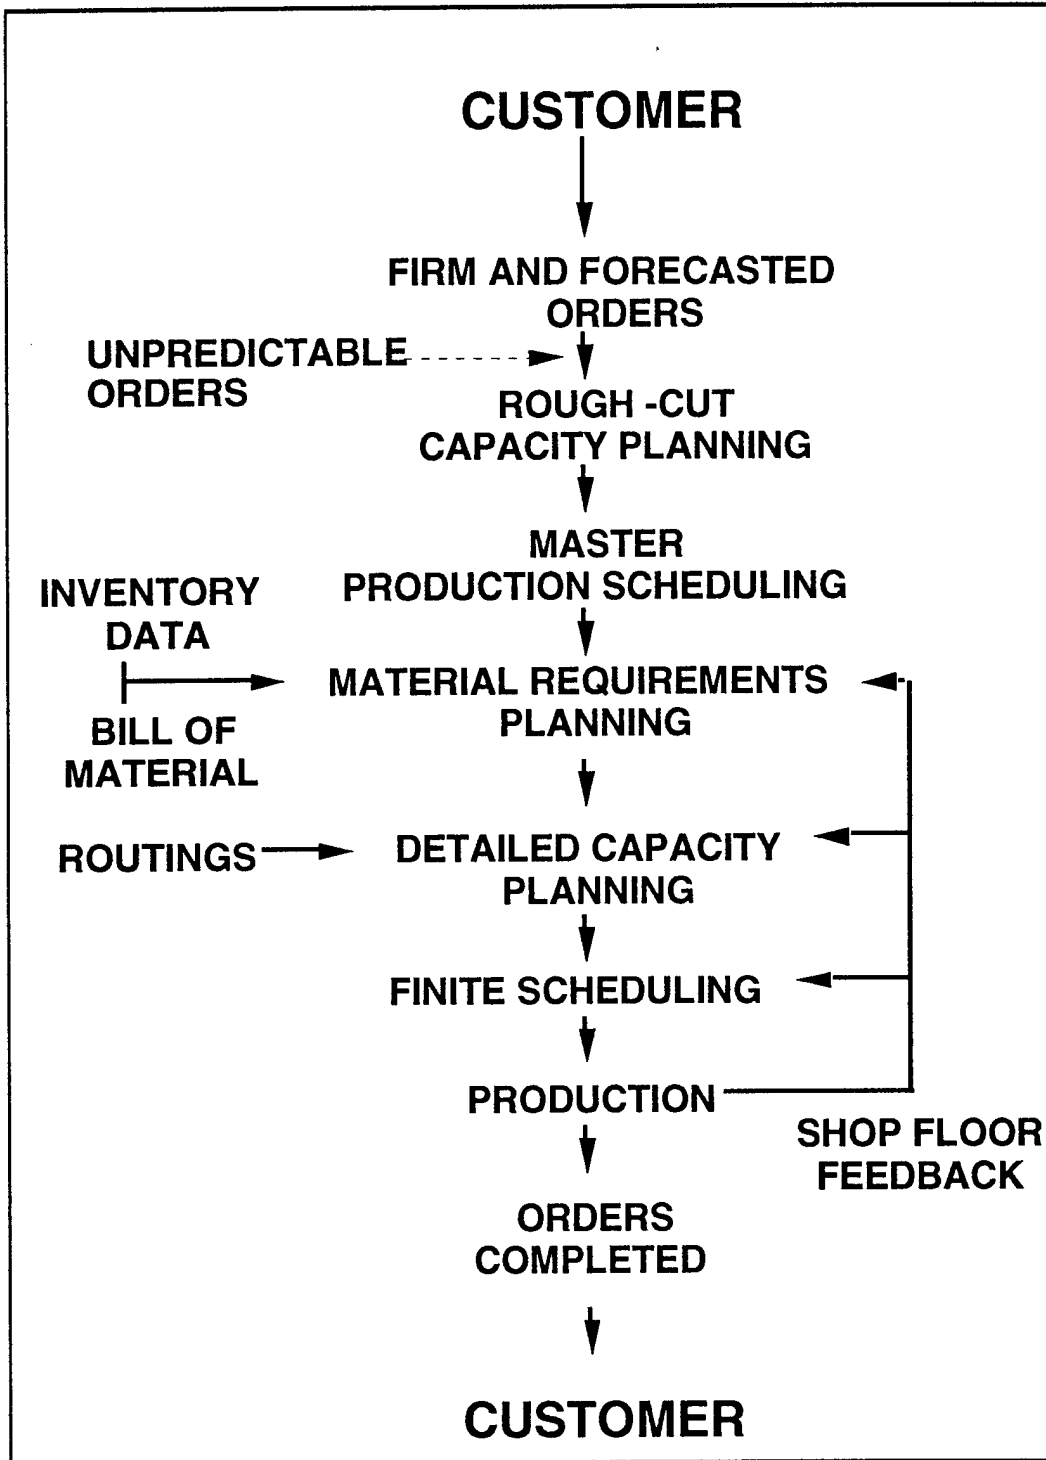 CUSTOMER
FIRM AND FORECASTED
ORDERS
UNPREDICTABLE
ORDERS
ROUGH -CUT
CAPACITY PLANNING
MASTER
PRODUCTION SCHEDULING
INVENTORY
DATA
MATERIAL REQUIREMENTS
PLANNING
BILL OF
MATERIAL
ROUTINGS
DETAILED CAPACITY
PLANNING
FINITE SCHEDULING
PRODUCTION
SHOP FLOOR
FEEDBACK
ORDERS
COMPLETED
CUSTOMER